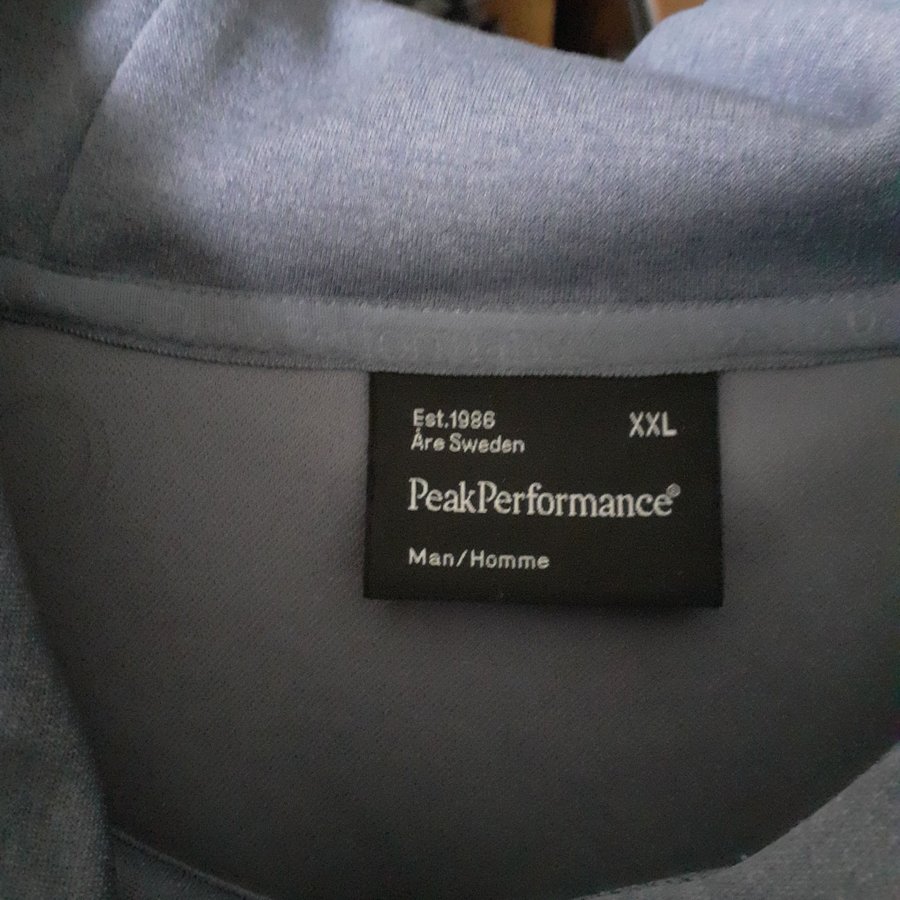 Est.1986
XXL
Åre Sweden
PeakPerformance®
Man/Homme